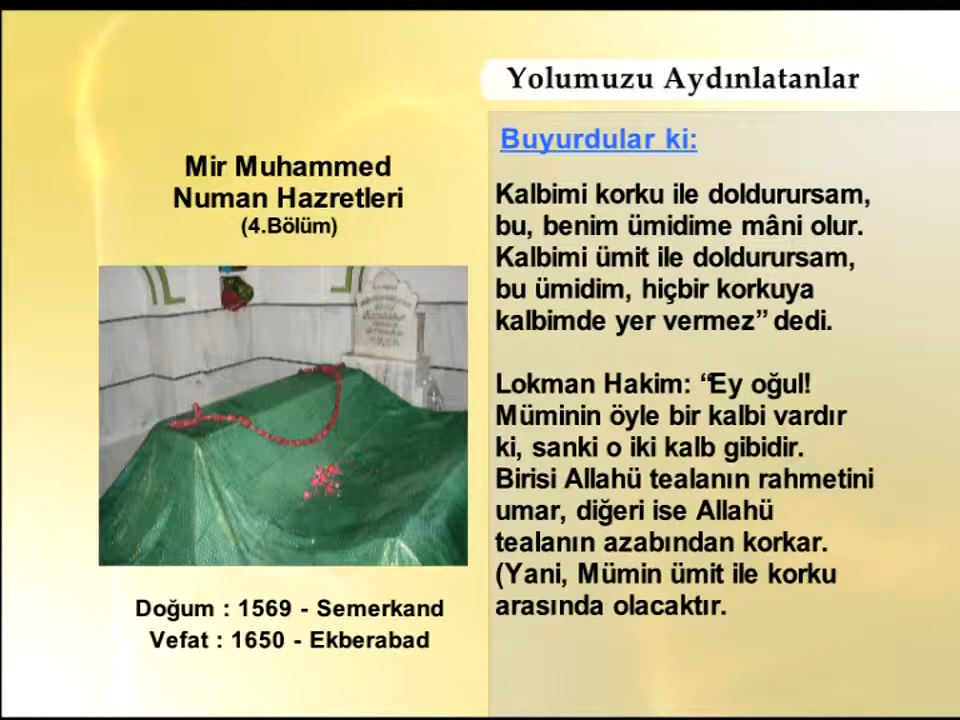 Yolumuzu Aydınlatanlar
Mir Muhammed
Numan Hazretleri
(4.Bölüm)
Doğum : 1569 - Semerkand
Vefat : 1650 - Ekberabad
Buyurdular ki:
Kalbimi korku ile doldurursam,
bu, benim ümidime mâni olur.
Kalbimi ümit ile doldurursam,
bu ümidim, hiçbir korkuya
kalbimde yer vermez” dedi.
Lokman Hakim: “Ey oğul!
Müminin öyle bir kalbi vardır
ki, sanki o iki kalb gibidir.
Birisi Allahü tealanın rahmetini
umar, diğeri ise Allahü
tealanın azabından korkar.
(Yani, Mümin ümit ile korku
arasında olacaktır.